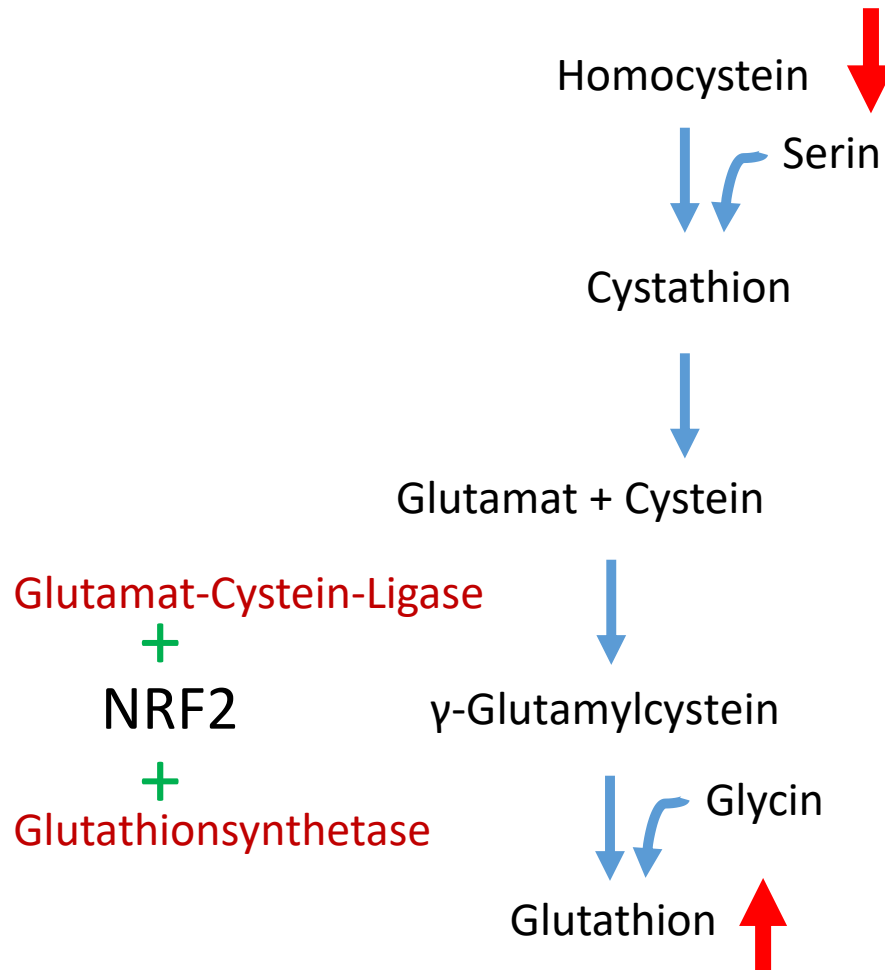 Homocystein
Serin
Cystathion
Glutamat + Cystein
Glutamat-Cystein-Ligase
+
NRF2
γ-Glutamylcystein
+
Glycin
Glutathionsynthetase
Glutathion